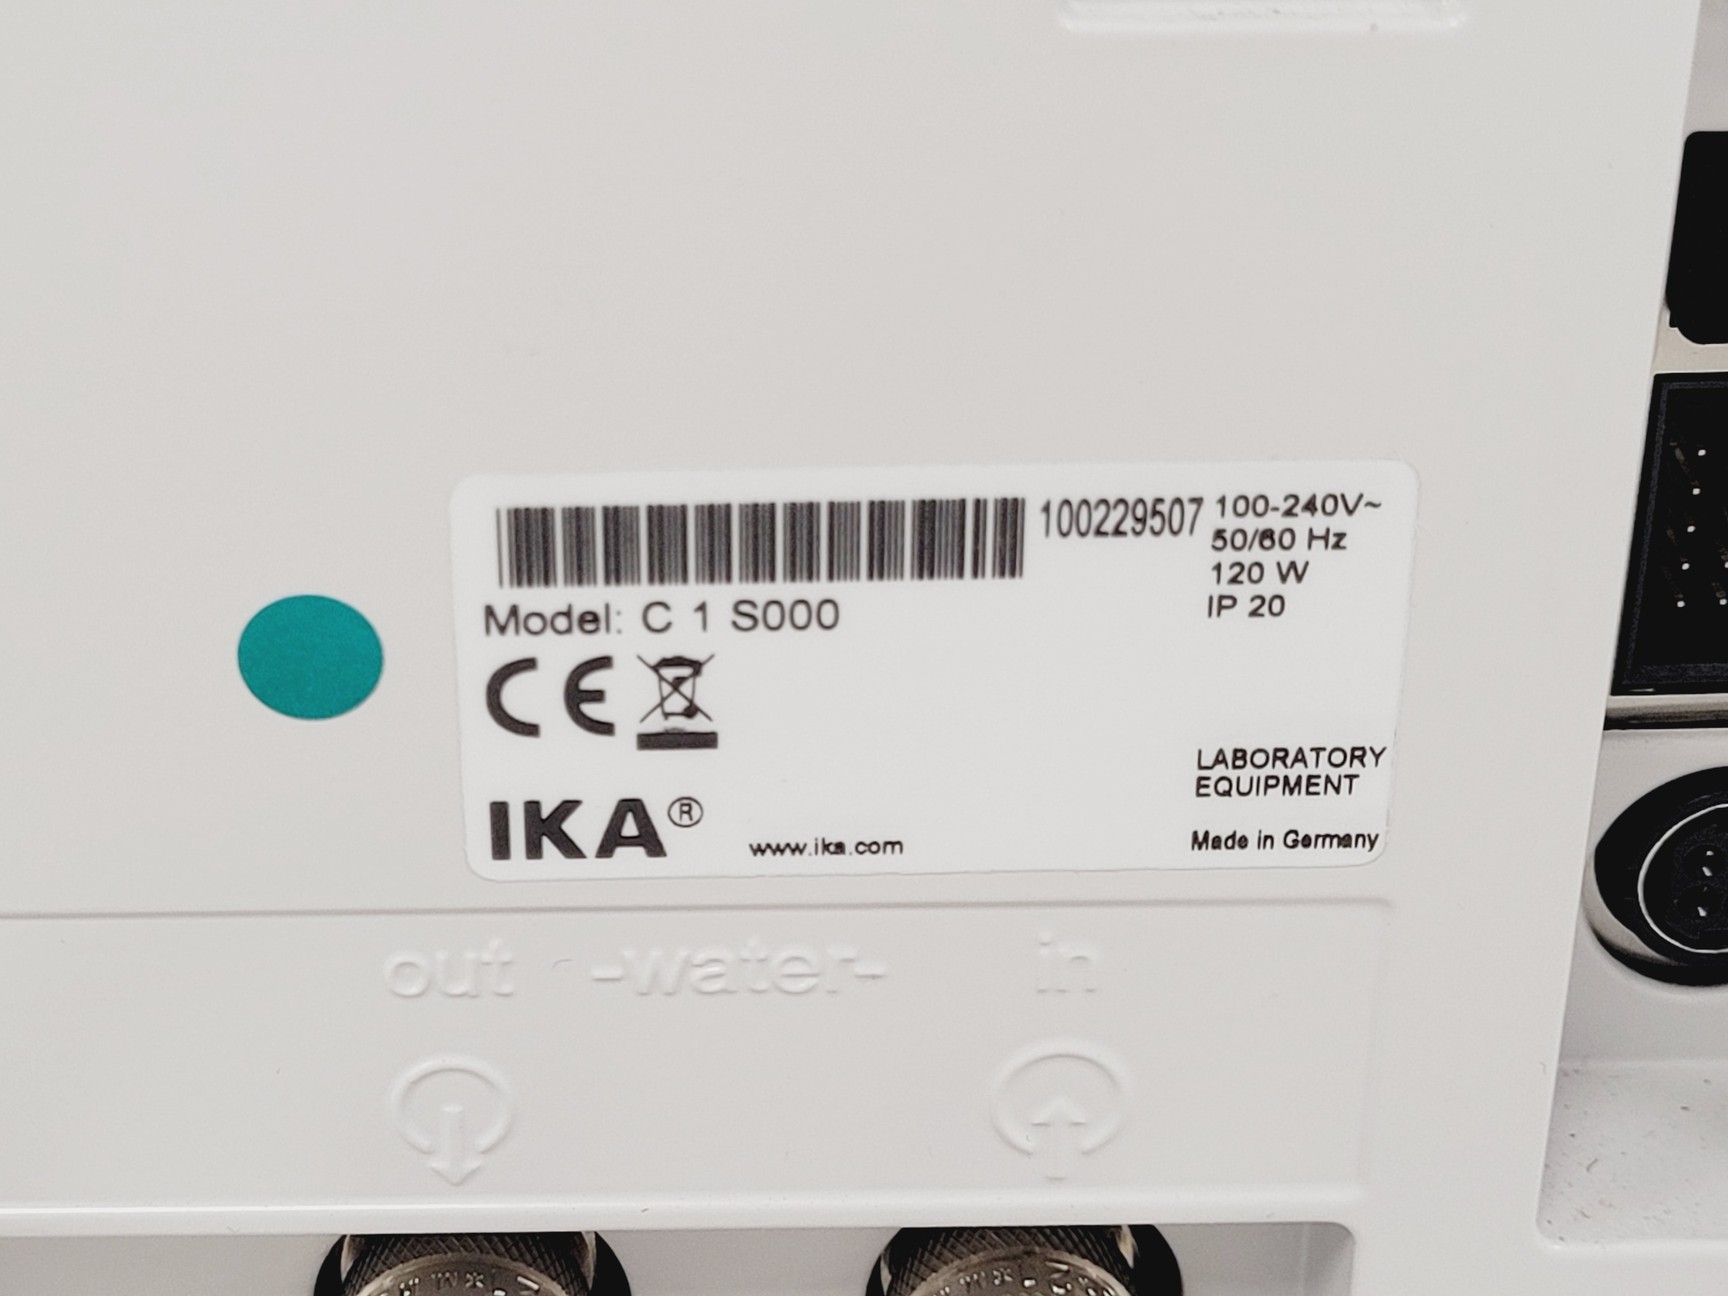 100229507
100-240V~
50/60 Hz
120 W
IP 20
Model: C 1 S000
CE
LABORATORY
EQUIPMENT
IKA®
www.ika.com
Made in Germany
out -water- in